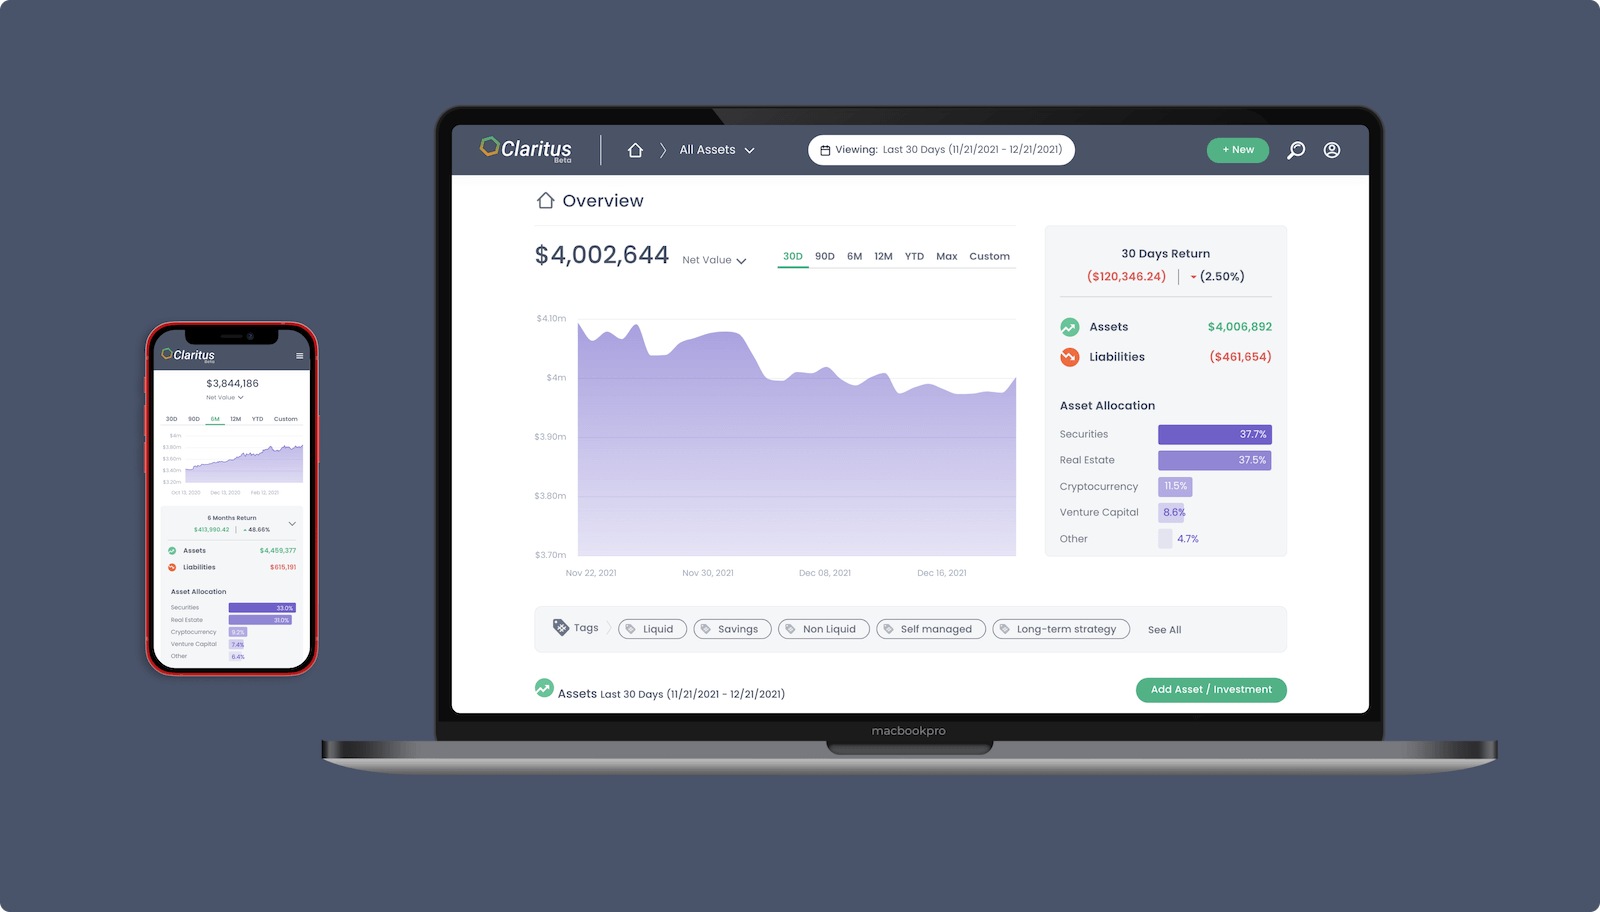 Claritus
Beta
All Assets
Viewing: Last 30 Days (11/21/2021 - 12/21/2021)
+ New
Overview
$4,002,644 Net Value
30D 90D 6M 12M YTD Max Custom
$4.10m
$4m
$3.90m
$3.80m
$3.70m
Nov 22, 2021 Nov 30, 2021 Dec 08, 2021 Dec 16, 2021
30 Days Return
($120,346.24) (2.50%)
Assets $4,006,892
Liabilities ($461,654)
Asset Allocation
Securities 37.7%
Real Estate 37.5%
Cryptocurrency 11.5%
Venture Capital 8.6%
Other 4.7%
Tags Liquid Savings Non Liquid Self managed Long-term strategy See All
Assets Last 30 Days (11/21/2021 - 12/21/2021)
Add Asset / Investment
macbookpro
Claritus
Beta
$3,844,186
Net Value
30D 90D 6M 12M YTD Custom
$4m
$3.80m
$3.60m
$3.40m
$3.20m
Oct 13, 2020 Dec 13, 2020 Feb 12, 2021
6 Months Return
$413,990.42 48.66%
Assets $4,459,377
Liabilities $615,191
Asset Allocation
Securities 33.0%
Real Estate 31.0%
Cryptocurrency 9.2%
Venture Capital 7.4%
Other 6.4%